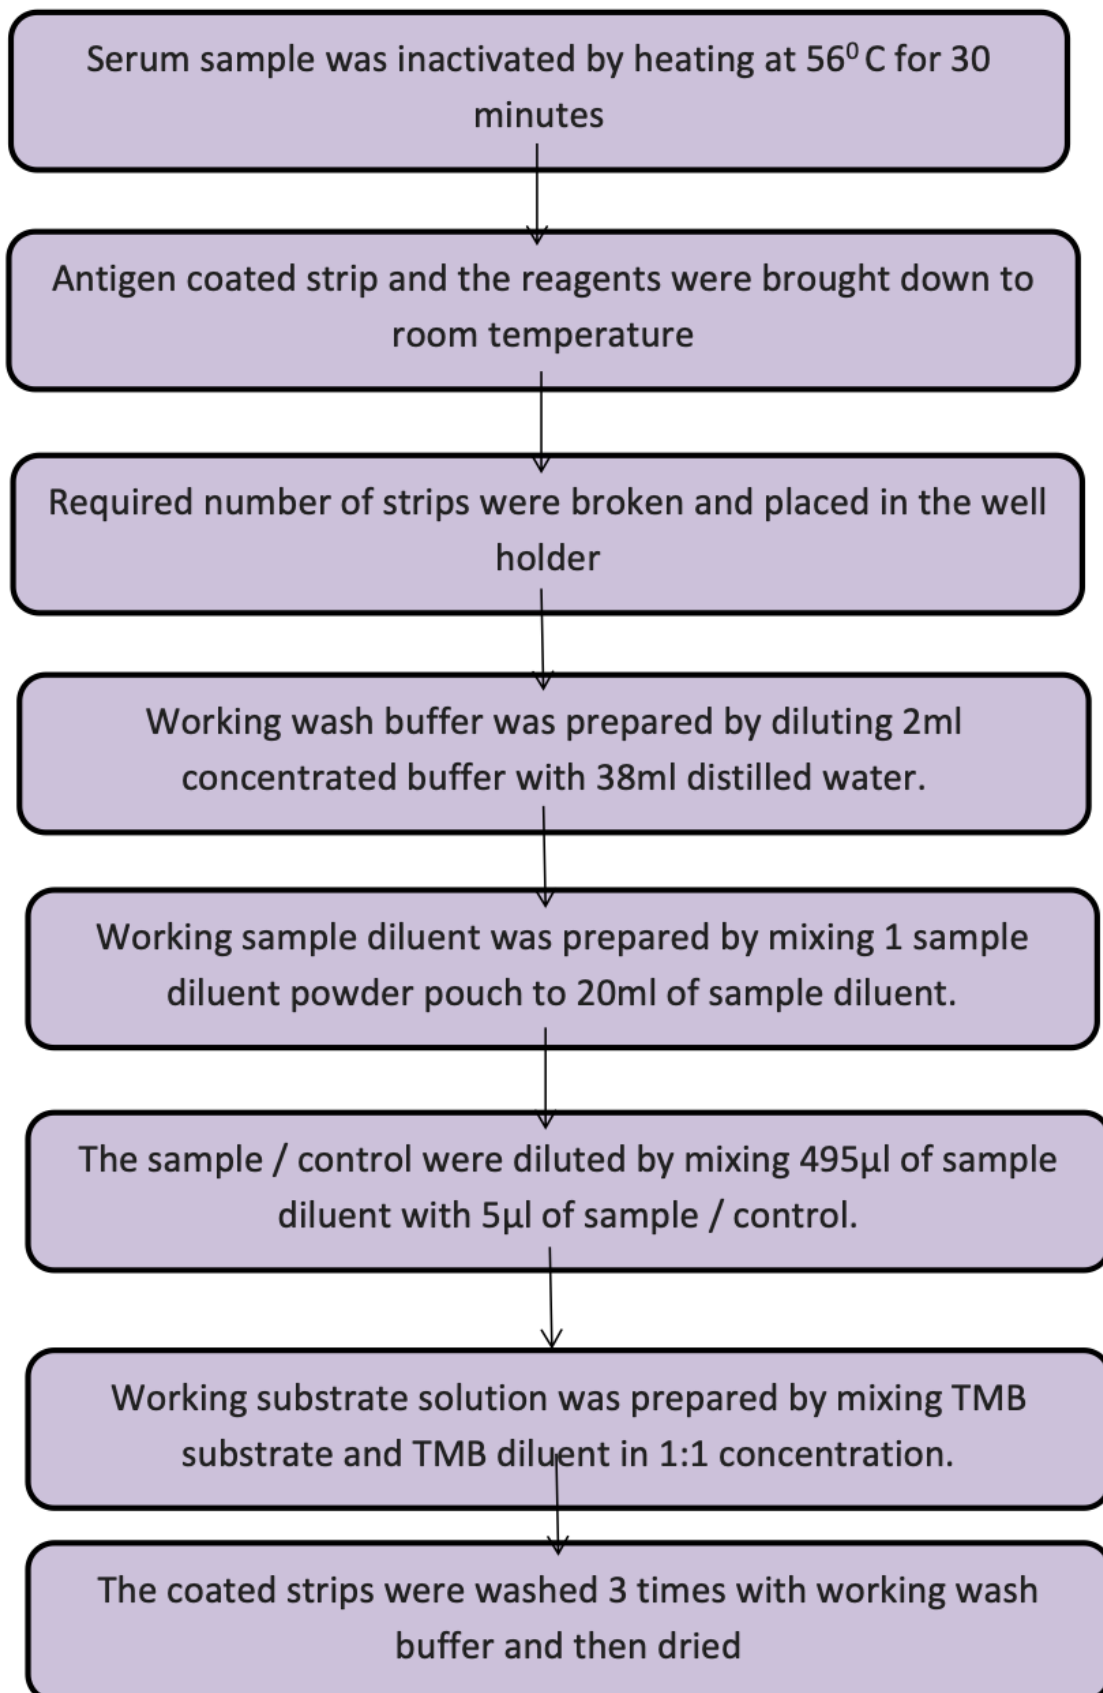 Serum sample was inactivated by heating at 56⁰ C for 30
minutes
Antigen coated strip and the reagents were brought down to
room temperature
Required number of strips were broken and placed in the well
holder
Working wash buffer was prepared by diluting 2ml
concentrated buffer with 38ml distilled water.
Working sample diluent was prepared by mixing 1 sample
diluent powder pouch to 20ml of sample diluent.
The sample / control were diluted by mixing 495µl of sample
diluent with 5µl of sample / control.
Working substrate solution was prepared by mixing TMB
substrate and TMB diluent in 1:1 concentration.
The coated strips were washed 3 times with working wash
buffer and then dried